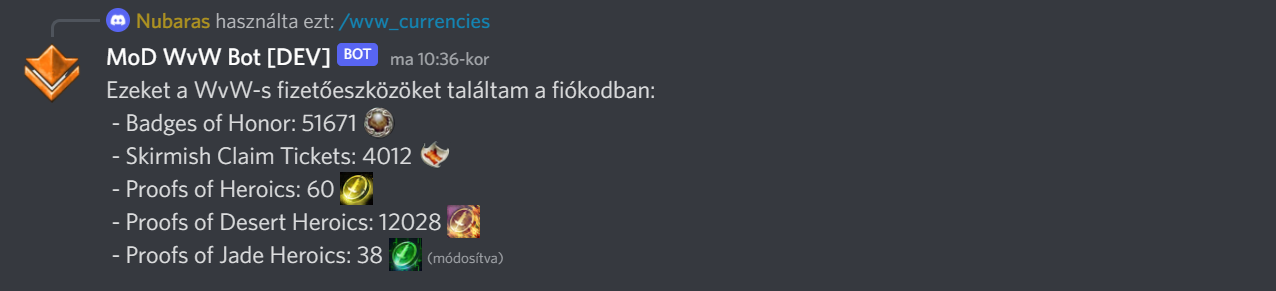 Nubaras használta ezt: /wvw_currencies
MoD WvW Bot [DEV] BOT ma 10:36-kor
Ezeket a WvW-s fizetőeszközöket találtam a fiókodban:
- Badges of Honor: 51671
- Skirmish Claim Tickets: 4012
- Proofs of Heroics: 60
- Proofs of Desert Heroics: 12028
- Proofs of Jade Heroics: 38 (módosítva)